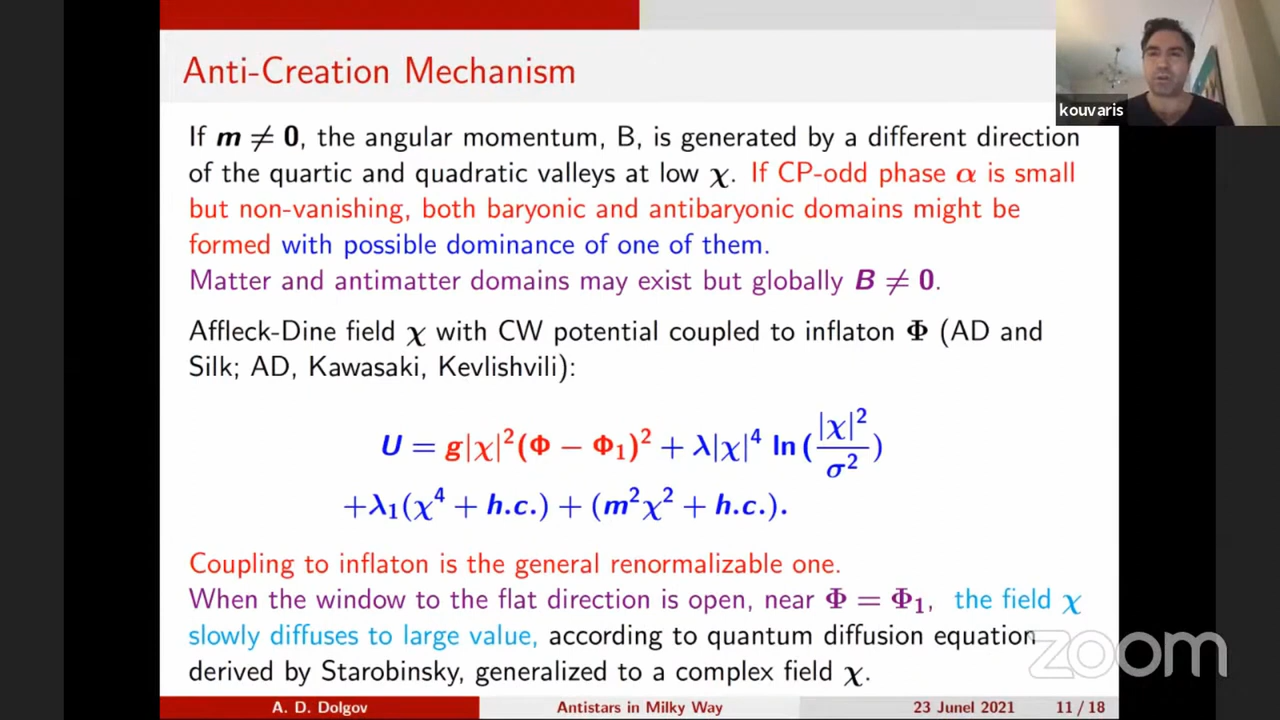 Anti-Creation Mechanism
kouvaris
If m ≠ 0, the angular momentum, B, is generated by a different direction
of the quartic and quadratic valleys at low χ. If CP-odd phase α is small
but non-vanishing, both baryonic and antibaryonic domains might be
formed with possible dominance of one of them.
Matter and antimatter domains may exist but globally B ≠ 0.
Affleck-Dine field χ with CW potential coupled to inflaton Φ (AD and
Silk; AD, Kawasaki, Kevlishvili):
U = g|χ|²(Φ − Φ₁)² + λ|χ|⁴ ln (|χ|²/σ²)
+λ₁(χ⁴ + h.c.) + (m²χ² + h.c.).
Coupling to inflaton is the general renormalizable one.
When the window to the flat direction is open, near Φ = Φ₁, the field χ
slowly diffuses to large value, according to quantum diffusion equation
derived by Starobinsky, generalized to a complex field χ.
zoom
A. D. Dolgov Antistars in Milky Way 23 Junel 2021 11 / 18